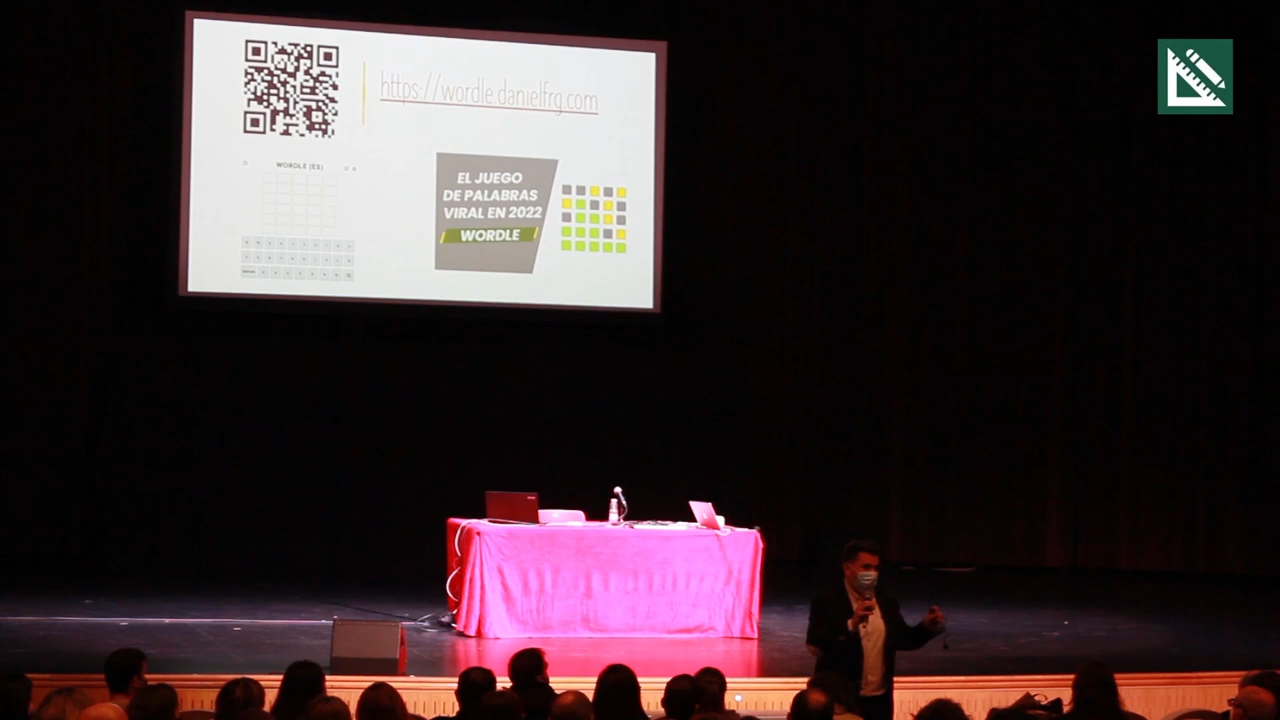 https://wordle.danielfrg.com
WORDLE (ES)
EL JUEGO
DE PALABRAS
VIRAL EN 2022
WORDLE